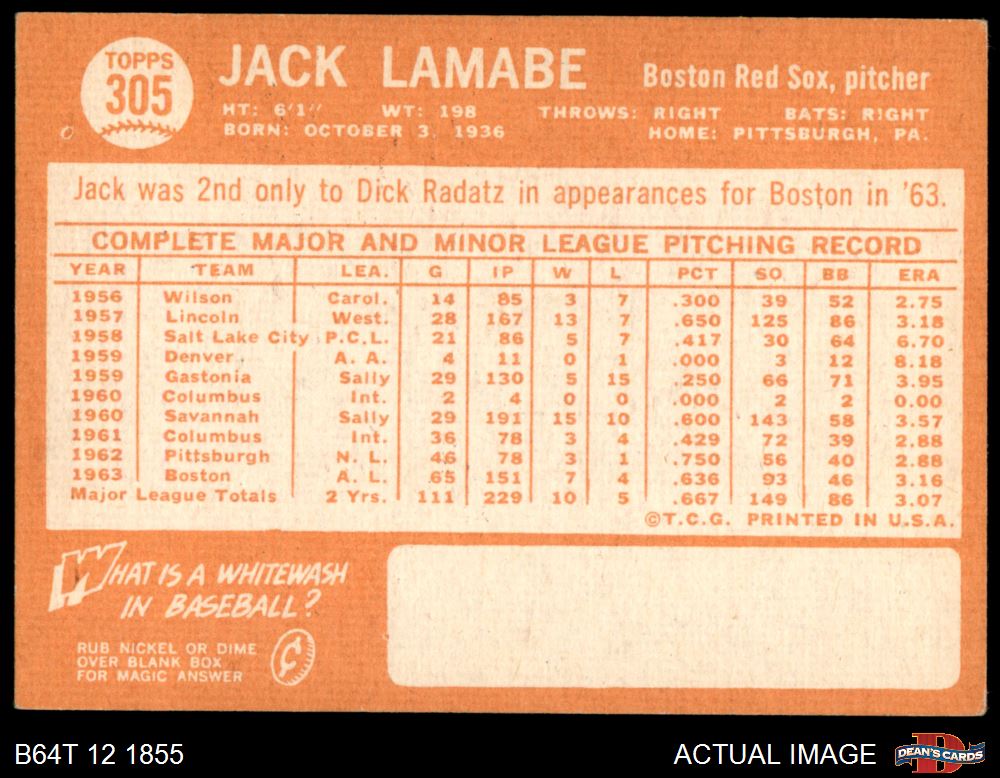 TOPPS
305
JACK LAMABE
Boston Red Sox, pitcher
HT: 6'1" WT: 198 THROWS: RIGHT BATS: RIGHT
BORN: OCTOBER 3, 1936 HOME: PITTSBURGH, PA.
Jack was 2nd only to Dick Radatz in appearances for Boston in '63.
COMPLETE MAJOR AND MINOR LEAGUE PITCHING RECORD
YEAR TEAM LEA. G IP W L PCT SO BB ERA
1956 Wilson Carol. 14 85 3 7 .300 39 52 2.75
1957 Lincoln West. 28 167 13 7 .650 125 86 3.18
1958 Salt Lake City P.C.L. 21 86 5 7 .417 30 64 6.70
1959 Denver A. A. 4 11 0 1 .000 3 12 8.18
1959 Gastonia Sally 29 130 5 15 .250 66 71 3.95
1960 Columbus Int. 2 4 0 0 .000 2 2 0.00
1960 Savannah Sally 29 191 15 10 .600 143 58 3.57
1961 Columbus Int. 36 78 3 4 .429 72 39 2.88
1962 Pittsburgh N. L. 46 78 3 1 .750 56 40 2.88
1963 Boston A. L. 65 151 7 4 .636 93 46 3.16
Major League Totals 2 Yrs. 111 229 10 5 .667 149 86 3.07
©T.C.G. PRINTED IN U.S.A.
WHAT IS A WHITEWASH
IN BASEBALL?
RUB NICKEL OR DIME
OVER BLANK BOX
FOR MAGIC ANSWER
¢
B64T 12 1855
ACTUAL IMAGE
D
DEAN'S CARDS